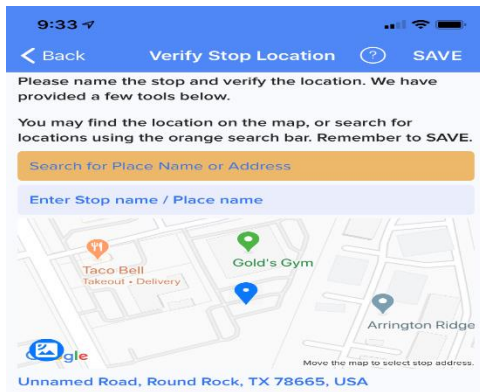 9:33
Back Verify Stop Location ? SAVE
Please name the stop and verify the location. We have
provided a few tools below.
You may find the location on the map, or search for
locations using the orange search bar. Remember to SAVE.
Search for Place Name or Address
Enter Stop name / Place name
Taco Bell
Takeout • Delivery
Gold's Gym
Arrington Ridge
gle
Move the map to select stop address.
Unnamed Road, Round Rock, TX 78665, USA